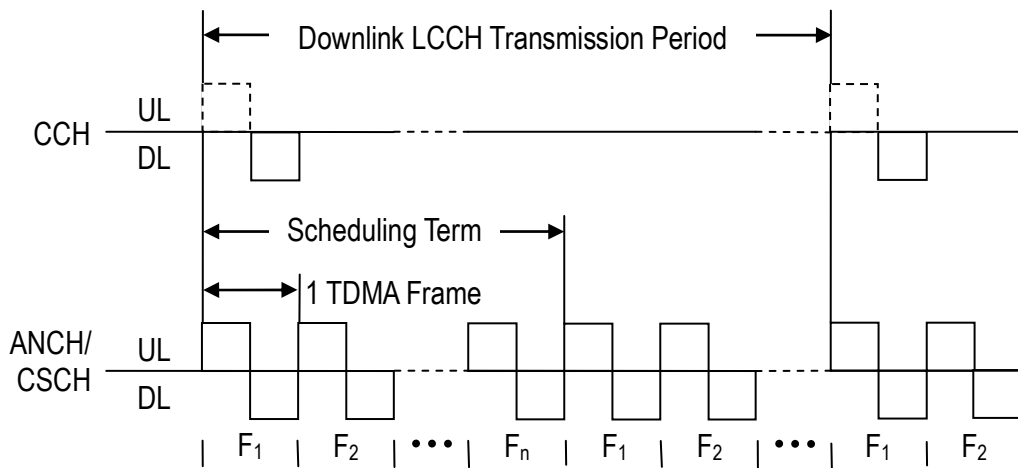 Downlink LCCH Transmission Period
UL
CCH
DL
Scheduling Term
1 TDMA Frame
ANCH/
CSCH
UL
DL
F₁ F₂ ••• Fₙ F₁ F₂ ••• F₁ F₂